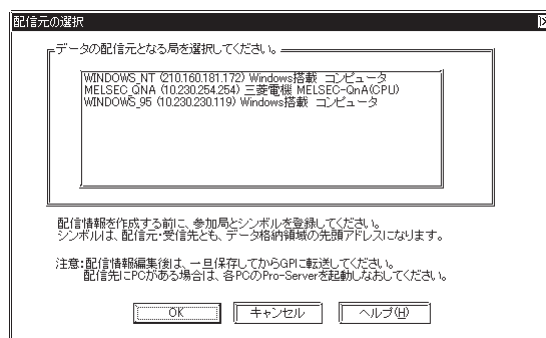 配信元の選択
データの配信元となる局を選択してください。
WINDOWS_NT (210.160.181.172) Windows搭載 コンピュータ
MELSEC_QNA (10.230.254.254) 三菱電機 MELSEC-QnA(CPU)
WINDOWS_95 (10.230.230.119) Windows搭載 コンピュータ
配信情報を作成する前に、参加局とシンボルを登録してください。
シンボルは、配信元・受信先とも、データ格納領域の先頭アドレスになります。
注意:配信情報編集後は、一旦保存してからGPに転送してください。
配信先にPCがある場合は、各PCのPro-Serverを起動しなおしてください。
OK キャンセル ヘルプ(H)